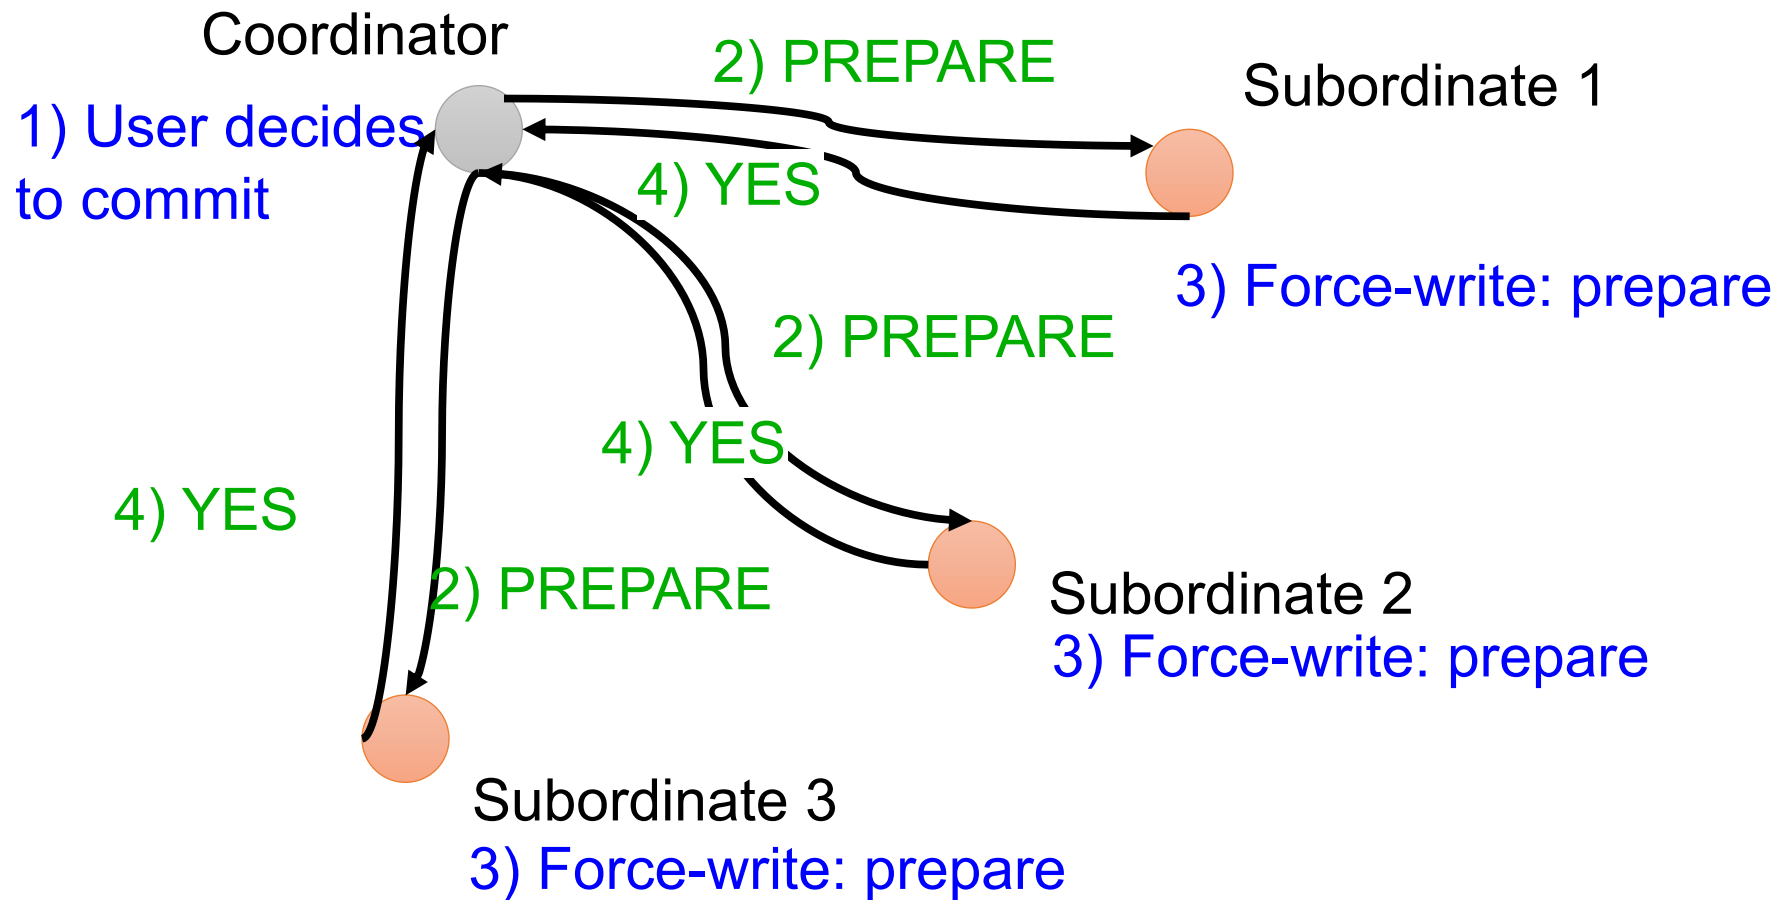 Coordinator
2) PREPARE
Subordinate 1
1) User decides
to commit
4) YES
3) Force-write: prepare
2) PREPARE
4) YES
4) YES
2) PREPARE
Subordinate 2
3) Force-write: prepare
Subordinate 3
3) Force-write: prepare